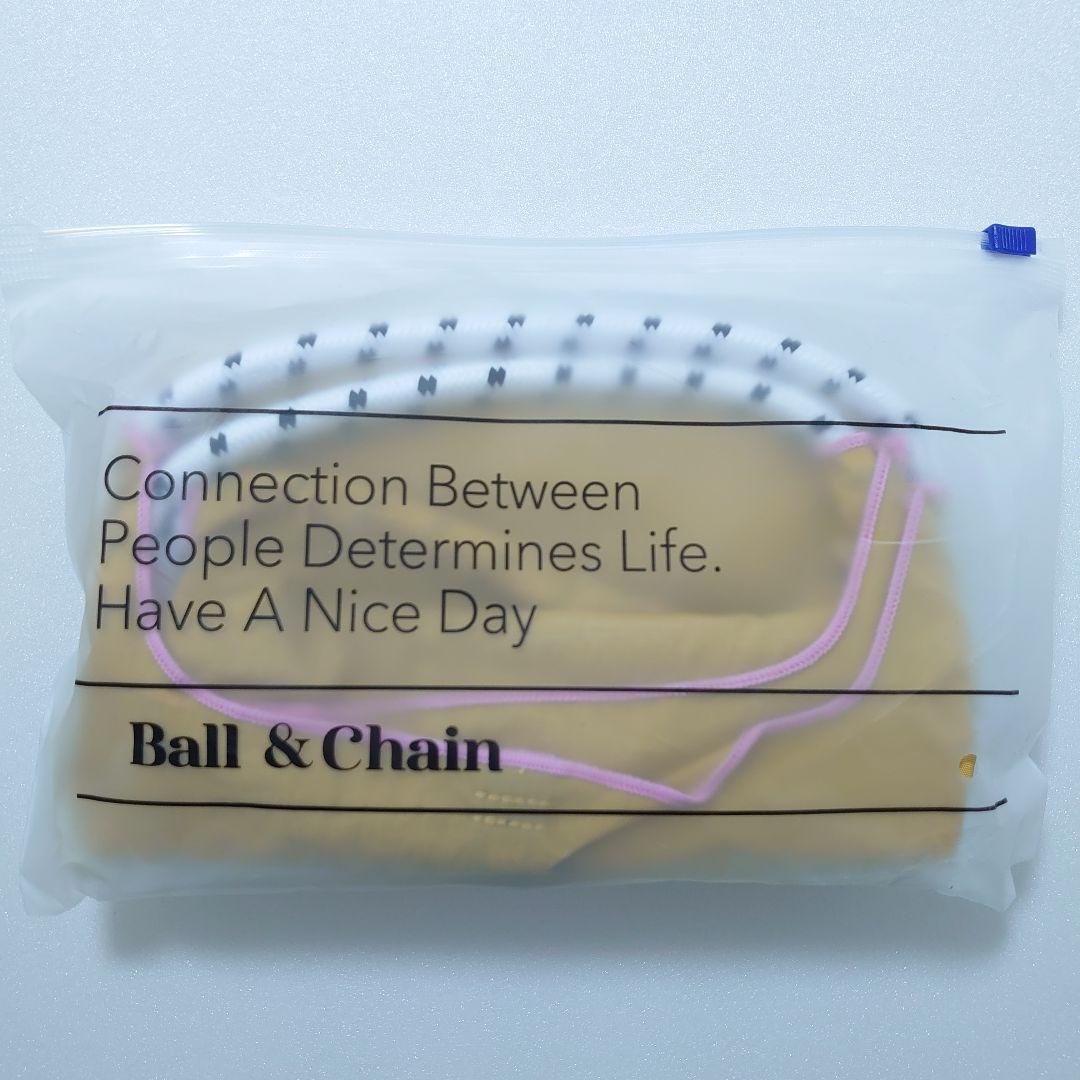 Connection Between
People Determines Life.
Have A Nice Day
Ball & Chain